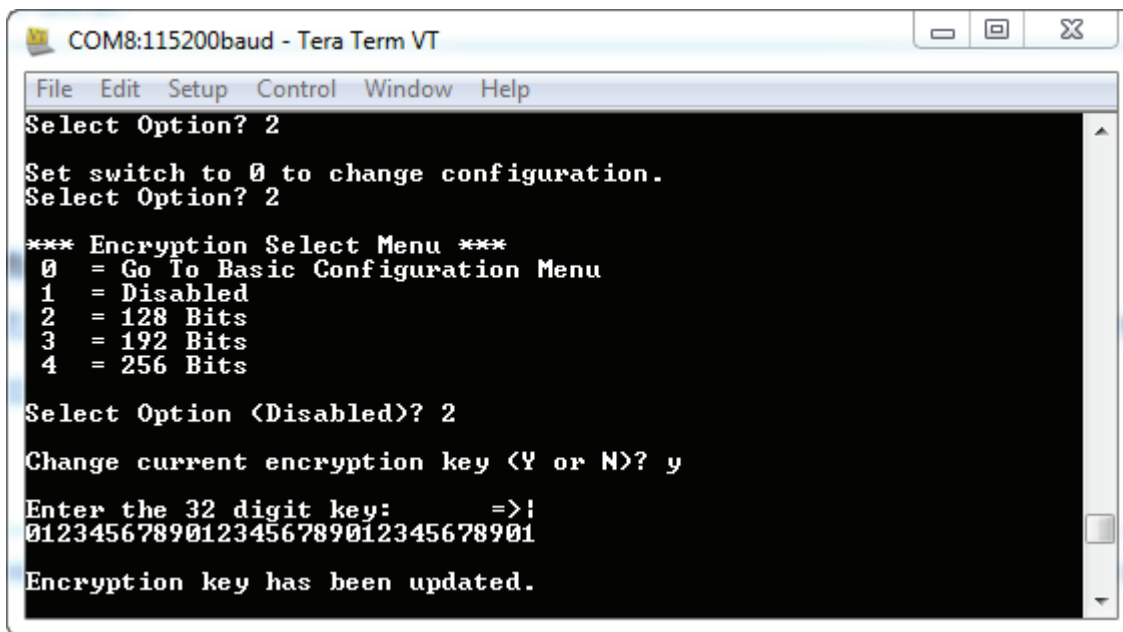 COM8:115200baud - Tera Term VT
File Edit Setup Control Window Help
Select Option? 2
Set switch to 0 to change configuration.
Select Option? 2
*** Encryption Select Menu ***
0 = Go To Basic Configuration Menu
1 = Disabled
2 = 128 Bits
3 = 192 Bits
4 = 256 Bits
Select Option (Disabled)? 2
Change current encryption key (Y or N)? y
Enter the 32 digit key: =>¦
01234567890123456789012345678901
Encryption key has been updated.